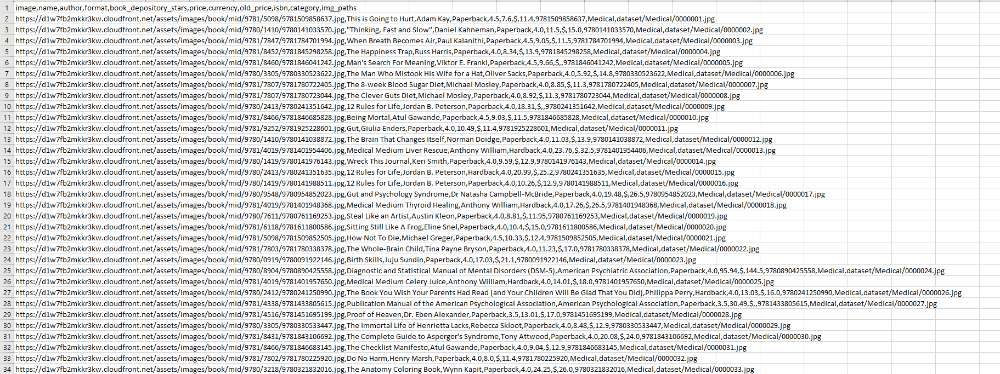 1 image,name,author,format,book_depository_stars,price,currency,old_price,isbn,category,img_paths
2 https://d1w7fb2mkkr3kw.cloudfront.net/assets/images/book/mid/9781/5098/9781509858637.jpg,This is Going to Hurt,Adam Kay,Paperback,4.5,7.6,$,11.4,9781509858637,Medical,dataset/Medical/0000001.jpg
3 https://d1w7fb2mkkr3kw.cloudfront.net/assets/images/book/mid/9780/1410/9780141033570.jpg,"Thinking, Fast and Slow",Daniel Kahneman,Paperback,4.0,11.5,$,15.0,9780141033570,Medical,dataset/Medical/0000002.jpg
4 https://d1w7fb2mkkr3kw.cloudfront.net/assets/images/book/mid/9781/7847/9781784701994.jpg,When Breath Becomes Air,Paul Kalanithi,Paperback,4.5,9.05,$,11.5,9781784701994,Medical,dataset/Medical/0000003.jpg
5 https://d1w7fb2mkkr3kw.cloudfront.net/assets/images/book/mid/9781/8452/9781845298258.jpg,The Happiness Trap,Russ Harris,Paperback,4.0,8.34,$,13.9,9781845298258,Medical,dataset/Medical/0000004.jpg
6 https://d1w7fb2mkkr3kw.cloudfront.net/assets/images/book/mid/9781/8460/9781846041242.jpg,Man's Search For Meaning,Viktor E. Frankl,Paperback,4.5,9.66,$,,9781846041242,Medical,dataset/Medical/0000005.jpg
7 https://d1w7fb2mkkr3kw.cloudfront.net/assets/images/book/mid/9780/3305/9780330523622.jpg,The Man Who Mistook His Wife for a Hat,Oliver Sacks,Paperback,4.0,5.92,$,14.8,9780330523622,Medical,dataset/Medical/0000006.jpg
8 https://d1w7fb2mkkr3kw.cloudfront.net/assets/images/book/mid/9781/7807/9781780722405.jpg,The 8-week Blood Sugar Diet,Michael Mosley,Paperback,4.0,8.85,$,11.3,9781780722405,Medical,dataset/Medical/0000007.jpg
9 https://d1w7fb2mkkr3kw.cloudfront.net/assets/images/book/mid/9781/7807/9781780723044.jpg,The Clever Guts Diet,Michael Mosley,Paperback,4.0,8.92,$,11.3,9781780723044,Medical,dataset/Medical/0000008.jpg
10 https://d1w7fb2mkkr3kw.cloudfront.net/assets/images/book/mid/9780/2413/9780241351642.jpg,12 Rules for Life,Jordan B. Peterson,Paperback,4.0,18.31,$,,9780241351642,Medical,dataset/Medical/0000009.jpg
11 https://d1w7fb2mkkr3kw.cloudfront.net/assets/images/book/mid/9781/8466/9781846685828.jpg,Being Mortal,Atul Gawande,Paperback,4.5,9.03,$,11.5,9781846685828,Medical,dataset/Medical/0000010.jpg
12 https://d1w7fb2mkkr3kw.cloudfront.net/assets/images/book/mid/9781/9252/9781925228601.jpg,Gut,Giulia Enders,Paperback,4.0,10.49,$,11.4,9781925228601,Medical,dataset/Medical/0000011.jpg
13 https://d1w7fb2mkkr3kw.cloudfront.net/assets/images/book/mid/9780/1410/9780141038872.jpg,The Brain That Changes Itself,Norman Doidge,Paperback,4.0,11.03,$,13.9,9780141038872,Medical,dataset/Medical/0000012.jpg
14 https://d1w7fb2mkkr3kw.cloudfront.net/assets/images/book/mid/9781/4019/9781401954406.jpg,Medical Medium Liver Rescue,Anthony William,Hardback,4.0,23.76,$,32.5,9781401954406,Medical,dataset/Medical/0000013.jpg
15 https://d1w7fb2mkkr3kw.cloudfront.net/assets/images/book/mid/9780/1419/9780141976143.jpg,Wreck This Journal,Keri Smith,Paperback,4.0,9.59,$,12.9,9780141976143,Medical,dataset/Medical/0000014.jpg
16 https://d1w7fb2mkkr3kw.cloudfront.net/assets/images/book/mid/9780/2413/9780241351635.jpg,12 Rules for Life,Jordan B. Peterson,Hardback,4.0,20.99,$,25.2,9780241351635,Medical,dataset/Medical/0000015.jpg
17 https://d1w7fb2mkkr3kw.cloudfront.net/assets/images/book/mid/9780/1419/9780141988511.jpg,12 Rules for Life,Jordan B. Peterson,Paperback,4.0,10.26,$,12.9,9780141988511,Medical,dataset/Medical/0000016.jpg
18 https://d1w7fb2mkkr3kw.cloudfront.net/assets/images/book/mid/9780/9548/9780954852023.jpg,Gut and Psychology Syndrome,Dr Natasha Campbell-McBride,Paperback,4.0,19.48,$,26.5,9780954852023,Medical,dataset/Medical/0000017.jpg
19 https://d1w7fb2mkkr3kw.cloudfront.net/assets/images/book/mid/9781/4019/9781401948368.jpg,Medical Medium Thyroid Healing,Anthony William,Hardback,4.0,17.26,$,26.5,9781401948368,Medical,dataset/Medical/0000018.jpg
20 https://d1w7fb2mkkr3kw.cloudfront.net/assets/images/book/mid/9780/7611/9780761169253.jpg,Steal Like an Artist,Austin Kleon,Paperback,4.0,8.81,$,11.95,9780761169253,Medical,dataset/Medical/0000019.jpg
21 https://d1w7fb2mkkr3kw.cloudfront.net/assets/images/book/mid/9781/6118/9781611800586.jpg,Sitting Still Like A Frog,Eline Snel,Paperback,4.0,10.4,$,15.0,9781611800586,Medical,dataset/Medical/0000020.jpg
22 https://d1w7fb2mkkr3kw.cloudfront.net/assets/images/book/mid/9781/5098/9781509852505.jpg,How Not To Die,Michael Greger,Paperback,4.5,10.33,$,12.4,9781509852505,Medical,dataset/Medical/0000021.jpg
23 https://d1w7fb2mkkr3kw.cloudfront.net/assets/images/book/mid/9781/7803/9781780338378.jpg,The Whole-Brain Child,Tina Payne Bryson,Paperback,4.0,11.23,$,17.0,9781780338378,Medical,dataset/Medical/0000022.jpg
24 https://d1w7fb2mkkr3kw.cloudfront.net/assets/images/book/mid/9780/0919/9780091922146.jpg,Birth Skills,Juju Sundin,Paperback,4.0,17.03,$,21.1,9780091922146,Medical,dataset/Medical/0000023.jpg
25 https://d1w7fb2mkkr3kw.cloudfront.net/assets/images/book/mid/9780/8904/9780890425558.jpg,Diagnostic and Statistical Manual of Mental Disorders (DSM-5),American Psychiatric Association,Paperback,4.0,95.94,$,144.5,9780890425558,Medical,dataset/Medical/0000024.jpg
26 https://d1w7fb2mkkr3kw.cloudfront.net/assets/images/book/mid/9781/4019/9781401957650.jpg,Medical Medium Celery Juice,Anthony William,Hardback,4.0,14.01,$,18.0,9781401957650,Medical,dataset/Medical/0000025.jpg
27 https://d1w7fb2mkkr3kw.cloudfront.net/assets/images/book/mid/9780/2412/9780241250990.jpg,The Book You Wish Your Parents Had Read (and Your Children Will Be Glad That You Did),Philippa Perry,Hardback,4.0,13.03,$,16.0,9780241250990,Medical,dataset/Medical/0000026.jpg
28 https://d1w7fb2mkkr3kw.cloudfront.net/assets/images/book/mid/9781/4338/9781433805615.jpg,Publication Manual of the American Psychological Association,American Psychological Association,Paperback,3.5,30.49,$,,9781433805615,Medical,dataset/Medical/0000027.jpg
29 https://d1w7fb2mkkr3kw.cloudfront.net/assets/images/book/mid/9781/4516/9781451695199.jpg,Proof of Heaven,Dr. Eben Alexander,Paperback,3.5,13.01,$,17.0,9781451695199,Medical,dataset/Medical/0000028.jpg
30 https://d1w7fb2mkkr3kw.cloudfront.net/assets/images/book/mid/9780/3305/9780330533447.jpg,The Immortal Life of Henrietta Lacks,Rebecca Skloot,Paperback,4.0,8.48,$,12.9,9780330533447,Medical,dataset/Medical/0000029.jpg
31 https://d1w7fb2mkkr3kw.cloudfront.net/assets/images/book/mid/9781/8431/9781843106692.jpg,The Complete Guide to Asperger's Syndrome,Tony Attwood,Paperback,4.0,20.08,$,24.0,9781843106692,Medical,dataset/Medical/0000030.jpg
32 https://d1w7fb2mkkr3kw.cloudfront.net/assets/images/book/mid/9781/8466/9781846683145.jpg,The Checklist Manifesto,Atul Gawande,Paperback,4.0,9.04,$,12.9,9781846683145,Medical,dataset/Medical/0000031.jpg
33 https://d1w7fb2mkkr3kw.cloudfront.net/assets/images/book/mid/9781/7802/9781780225920.jpg,Do No Harm,Henry Marsh,Paperback,4.0,8.0,$,11.4,9781780225920,Medical,dataset/Medical/0000032.jpg
34 https://d1w7fb2mkkr3kw.cloudfront.net/assets/images/book/mid/9780/3218/9780321832016.jpg,The Anatomy Coloring Book,Wynn Kapit,Paperback,4.0,24.25,$,26.0,9780321832016,Medical,dataset/Medical/0000033.jpg